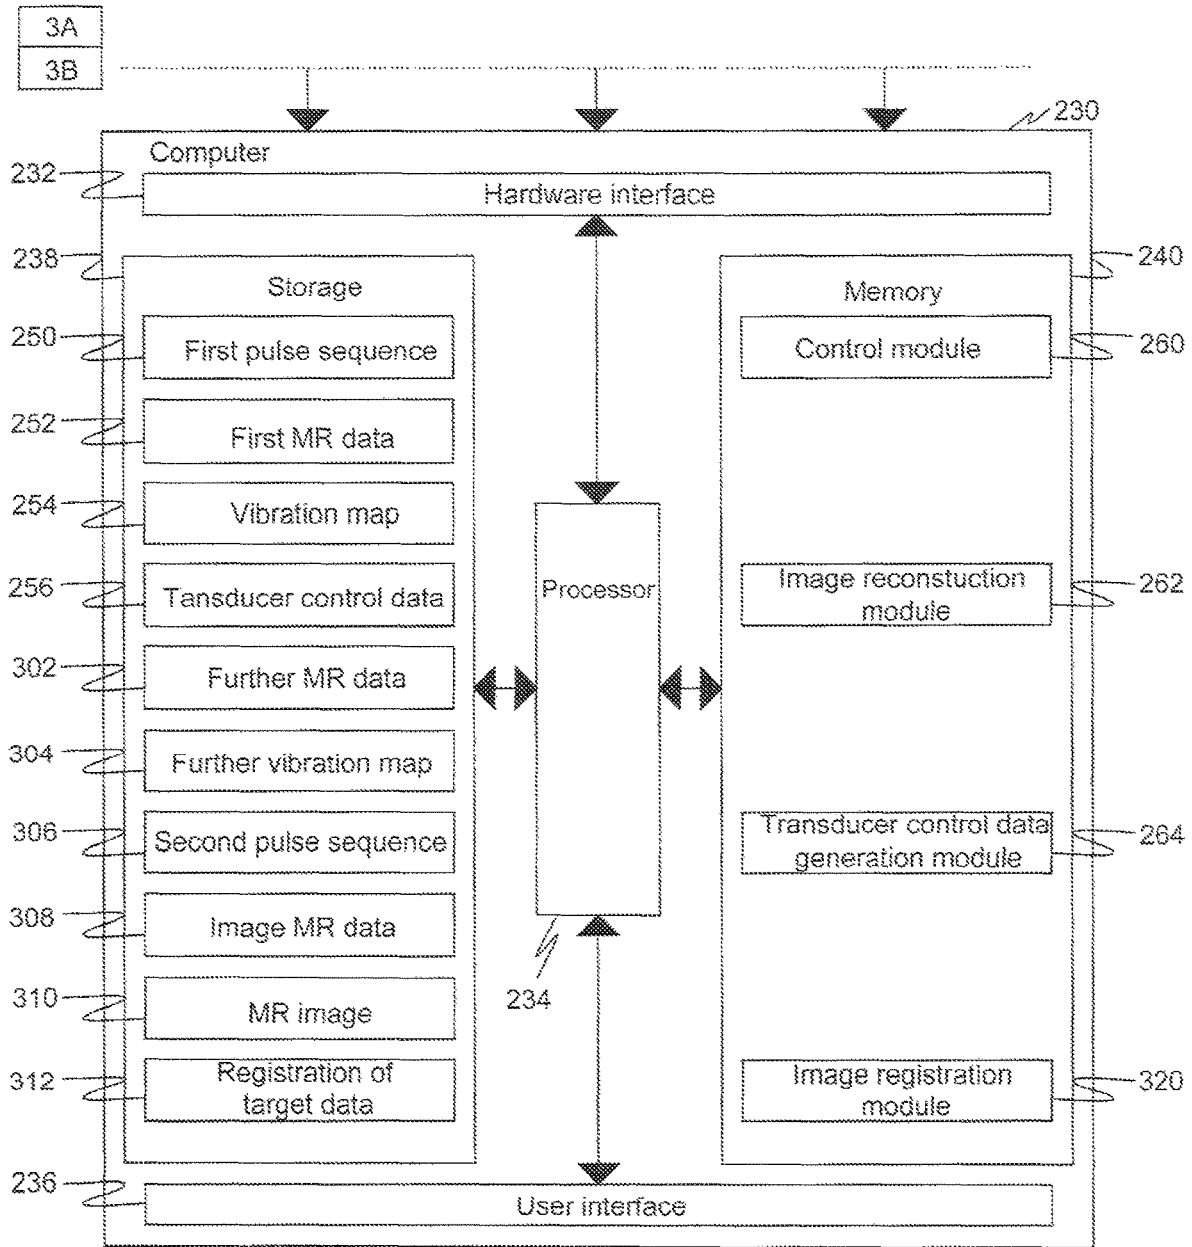 3A
3B
230
Computer
232
Hardware interface
238
240
Storage
Memory
250
First pulse sequence
Control module
260
252
First MR data
254
Vibration map
256
Tansducer control data
Processor
Image reconstuction
module
262
302
Further MR data
304
Further vibration map
306
Second pulse sequence
Transducer control data
generation module
264
308
Image MR data
234
310
MR image
312
Registration of
target data
Image registration
module
320
236
User interface